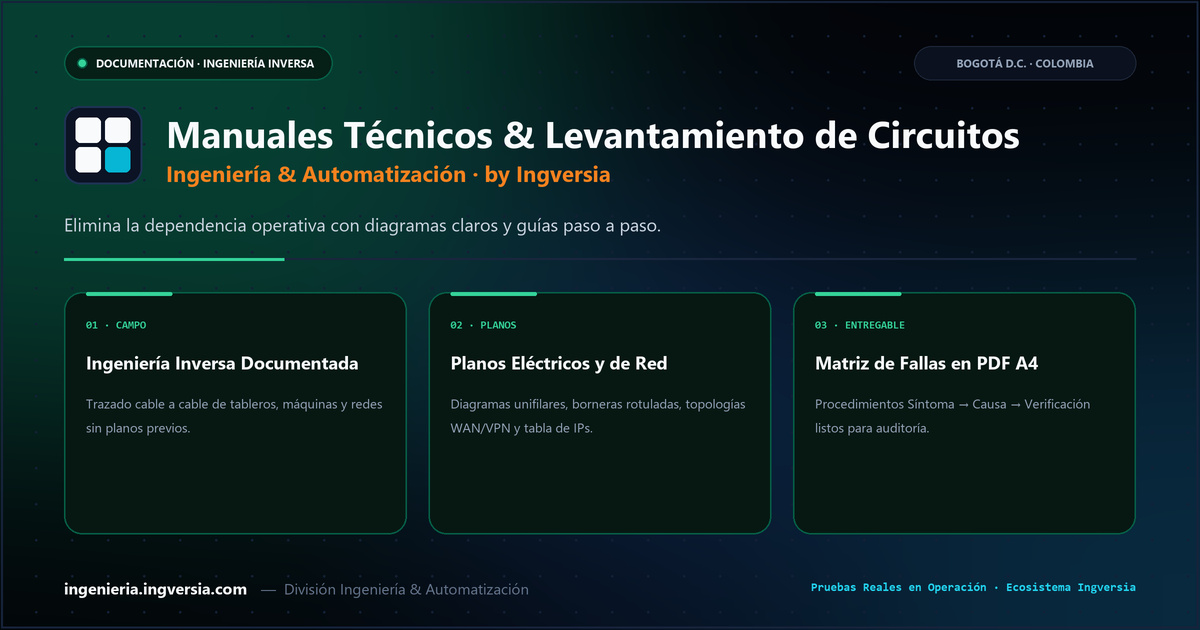 DOCUMENTACIÓN · INGENIERÍA INVERSA
BOGOTÁ D.C. · COLOMBIA
Manuales Técnicos & Levantamiento de Circuitos
Ingeniería & Automatización · by Ingversia
Elimina la dependencia operativa con diagramas claros y guías paso a paso.
01 · CAMPO
Ingeniería Inversa Documentada
Trazado cable a cable de tableros, máquinas y redes
sin planos previos.
02 · PLANOS
Planos Eléctricos y de Red
Diagramas unifilares, borneras rotuladas, topologías
WAN/VPN y tabla de IPs.
03 · ENTREGABLE
Matriz de Fallas en PDF A4
Procedimientos Síntoma → Causa → Verificación
listos para auditoría.
ingenieria.ingversia.com — División Ingeniería & Automatización
Pruebas Reales en Operación · Ecosistema Ingversia